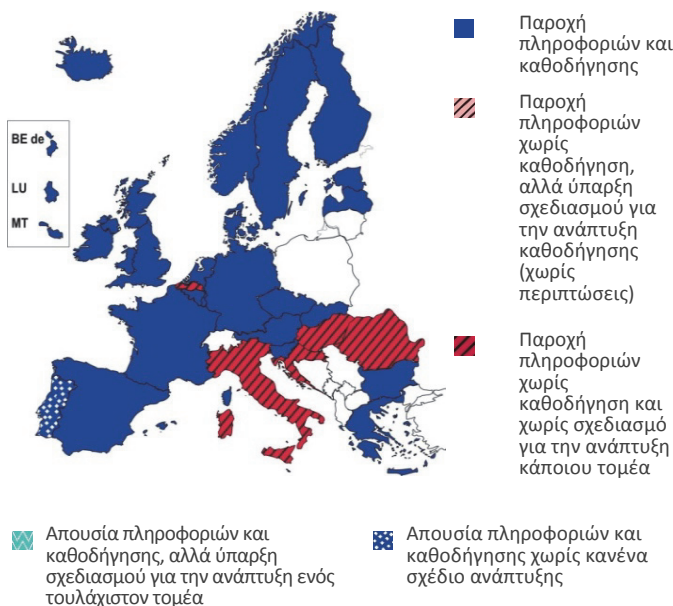 BE de
LU
MT
Παροχή
πληροφοριών και
καθοδήγησης
Παροχή
πληροφοριών
χωρίς
καθοδήγηση,
αλλά ύπαρξη
σχεδιασμού για
την ανάπτυξη
καθοδήγησης
(χωρίς
περιπτώσεις)
Παροχή
πληροφοριών
χωρίς
καθοδήγηση και
χωρίς σχεδιασμό
για την ανάπτυξη
κάποιου τομέα
Απουσία πληροφοριών και
καθοδήγησης, αλλά ύπαρξη
σχεδιασμού για την ανάπτυξη ενός
τουλάχιστον τομέα
Απουσία πληροφοριών και
καθοδήγησης χωρίς κανένα
σχέδιο ανάπτυξης